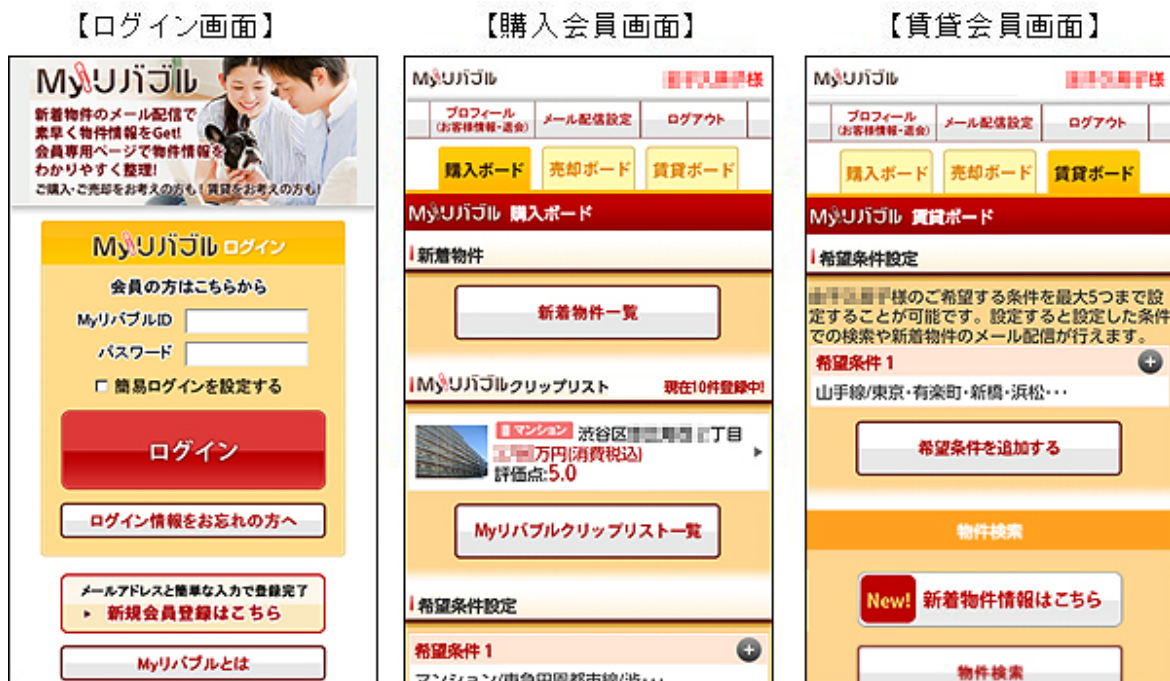 【ログイン画面】
Myリバブル
新着物件のメール配信で
素早く物件情報をGet!
会員専用ページで物件情報を
わかりやすく整理!
ご購入・ご売却をお考えの方も!賃貸をお考えの方も!
Myリバブル ログイン
会員の方はこちらから
MyリバブルID
パスワード
簡易ログインを設定する
ログイン
ログイン情報をお忘れの方へ
メールアドレスと簡単な入力で登録完了
新規会員登録はこちら
Myリバブルとは
【購入会員画面】
Myリバブル 様
プロフィール
(お客様情報・退会)
メール配信設定
ログアウト
購入ボード 売却ボード 賃貸ボード
Myリバブル 購入ボード
新着物件
新着物件一覧
Myリバブルクリップリスト 現在10件登録中!
マンション 渋谷区 丁目
万円(消費税込)
評価点:5.0
Myリバブルクリップリスト一覧
希望条件設定
希望条件 1
マンション/東急田園都市線/渋・・・
【賃貸会員画面】
Myリバブル 様
プロフィール
(お客様情報・退会)
メール配信設定
ログアウト
購入ボード 売却ボード 賃貸ボード
Myリバブル 賃貸ボード
希望条件設定
様のご希望する条件を最大5つまで設
定することが可能です。設定すると設定した条件
での検索や新着物件のメール配信が行えます。
希望条件 1
山手線/東京・有楽町・新橋・浜松・・・
希望条件を追加する
物件検索
New! 新着物件情報はこちら
物件検索